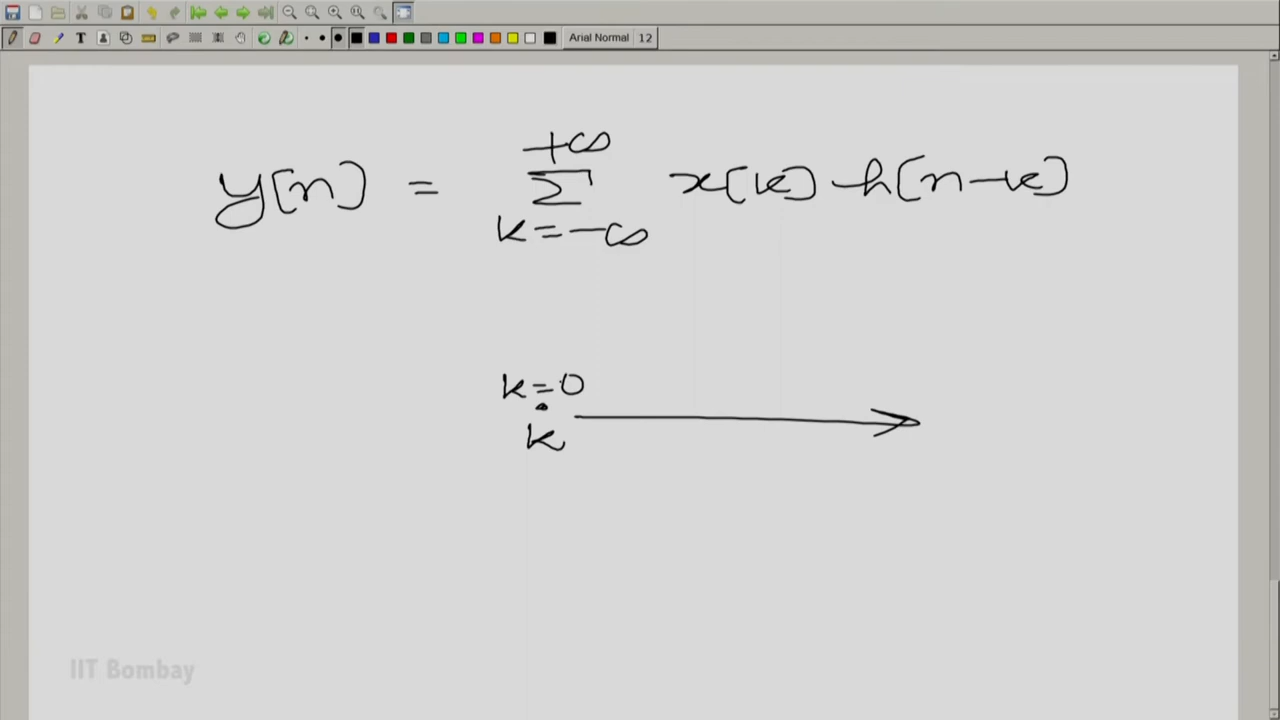 Arial Normal 12
y[n] = +∞ Σ k=-∞ x[k] h[n-k]
k=0
k
IIT Bombay